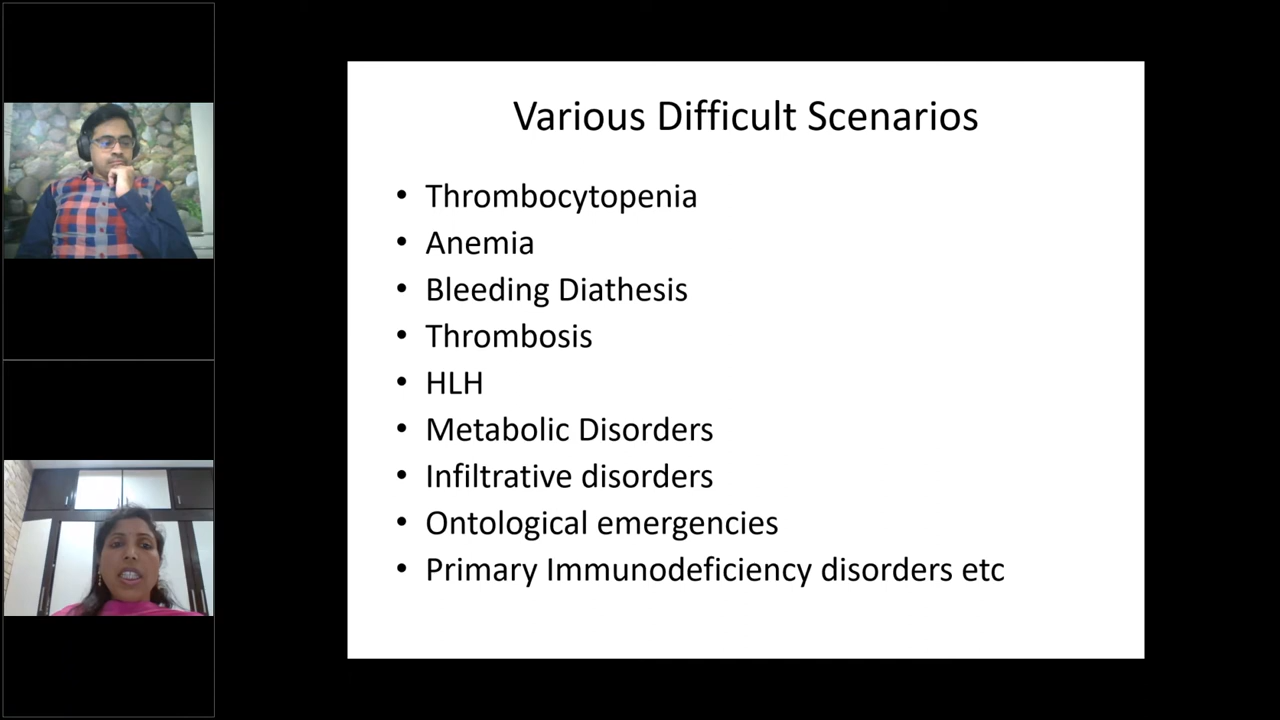 Various Difficult Scenarios
• Thrombocytopenia
• Anemia
• Bleeding Diathesis
• Thrombosis
• HLH
• Metabolic Disorders
• Infiltrative disorders
• Ontological emergencies
• Primary Immunodeficiency disorders etc